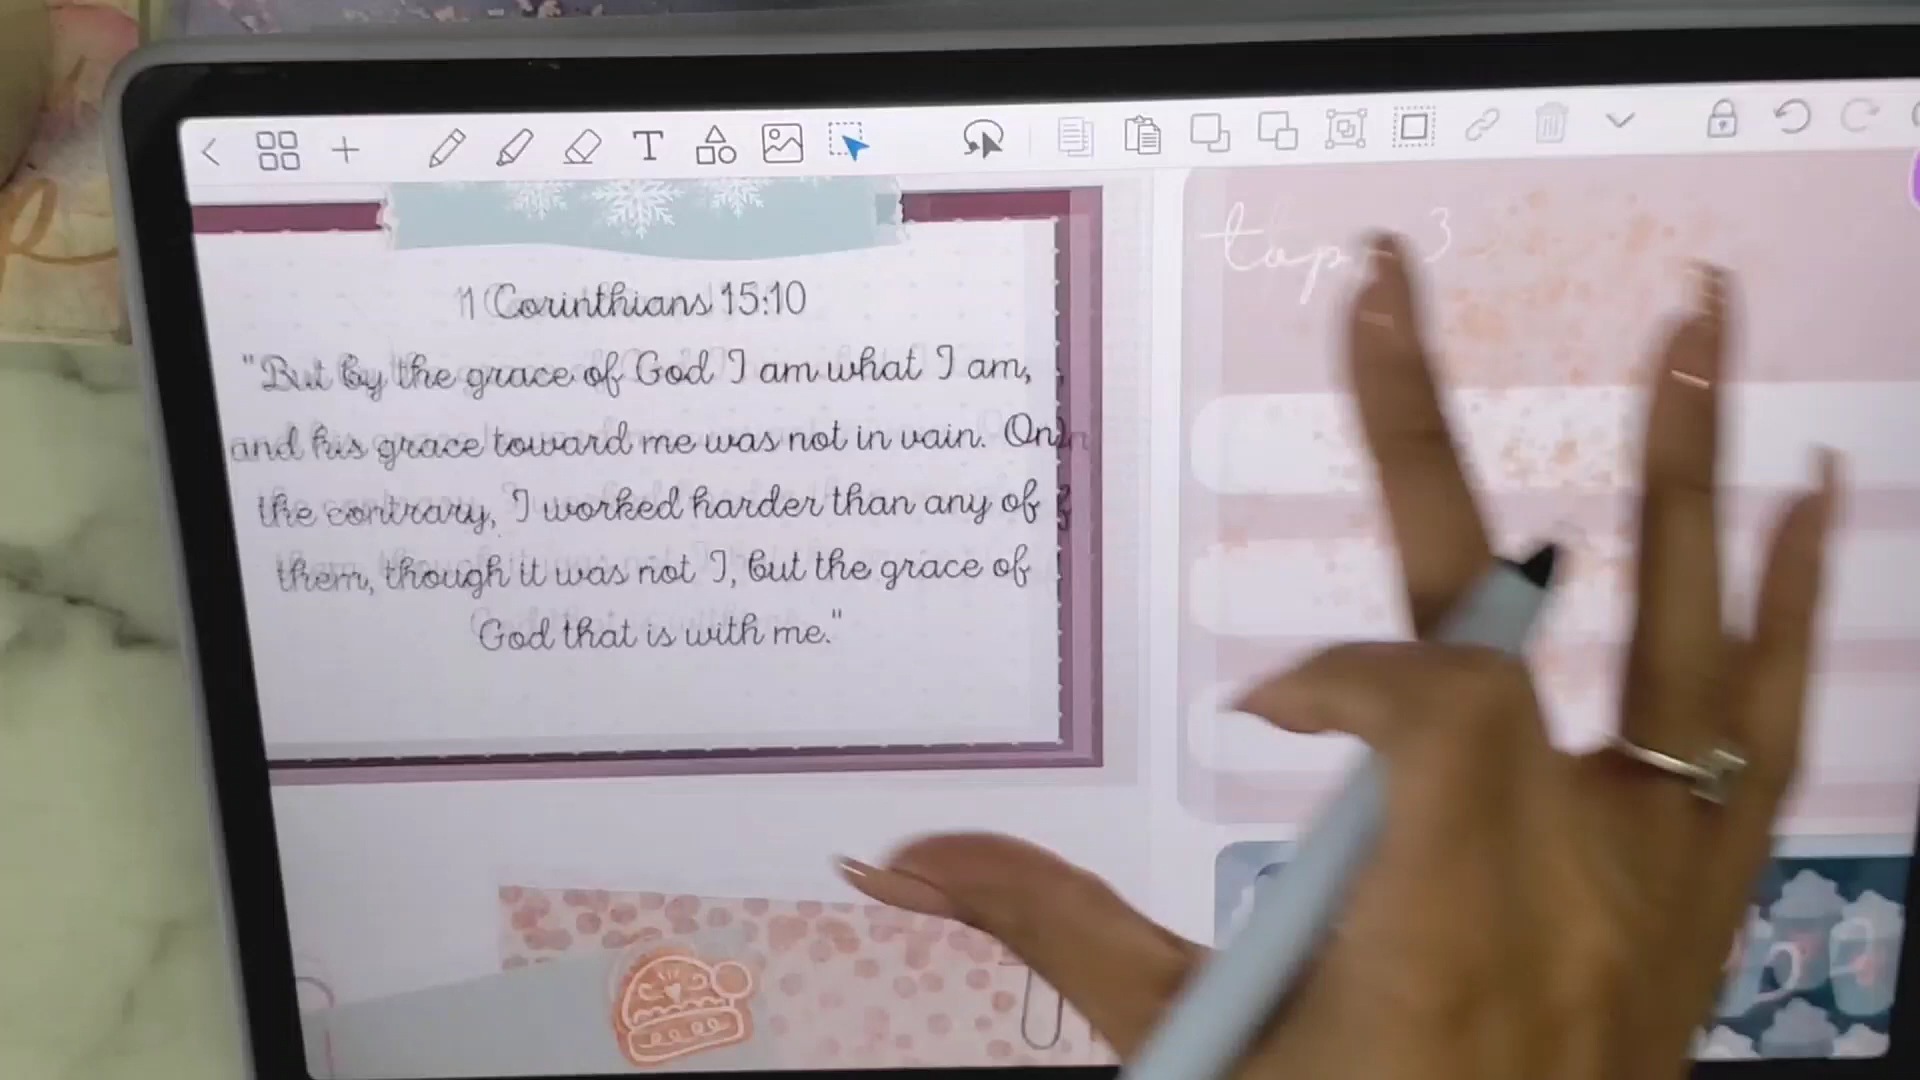 1 Corinthians 15:10
"But by the grace of God I am what I am,
and his grace toward me was not in vain. On
the contrary, I worked harder than any of
them, though it was not I, but the grace of
God that is with me."
top 3